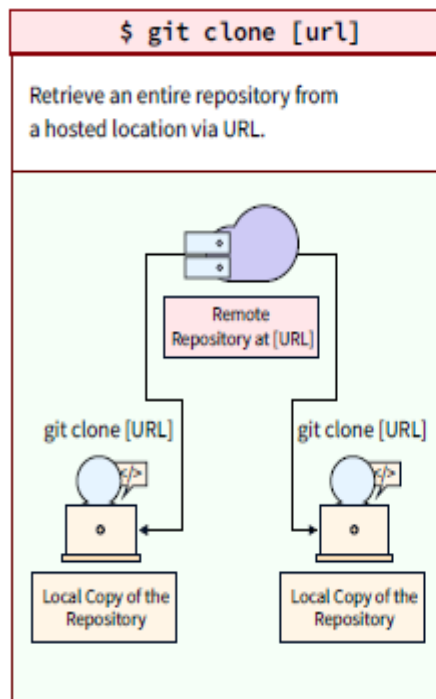 $ git clone [url]
Retrieve an entire repository from
a hosted location via URL.
Remote
Repository at [URL]
git clone [URL]
git clone [URL]
</>
</>
Local Copy of the
Repository
Local Copy of the
Repository